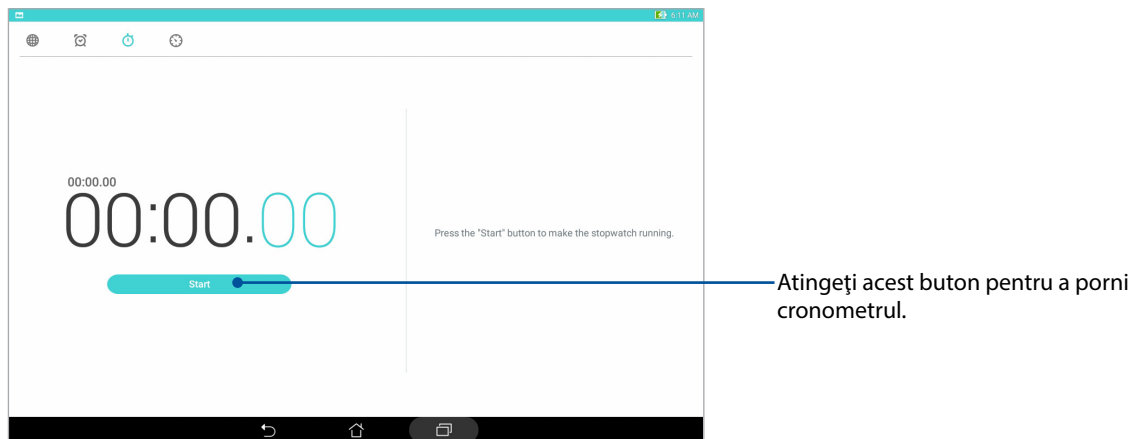 6:11 AM
00:00.00
00:00.00
Start
Press the "Start" button to make the stopwatch running.
Atingeţi acest buton pentru a porni
cronometrul.